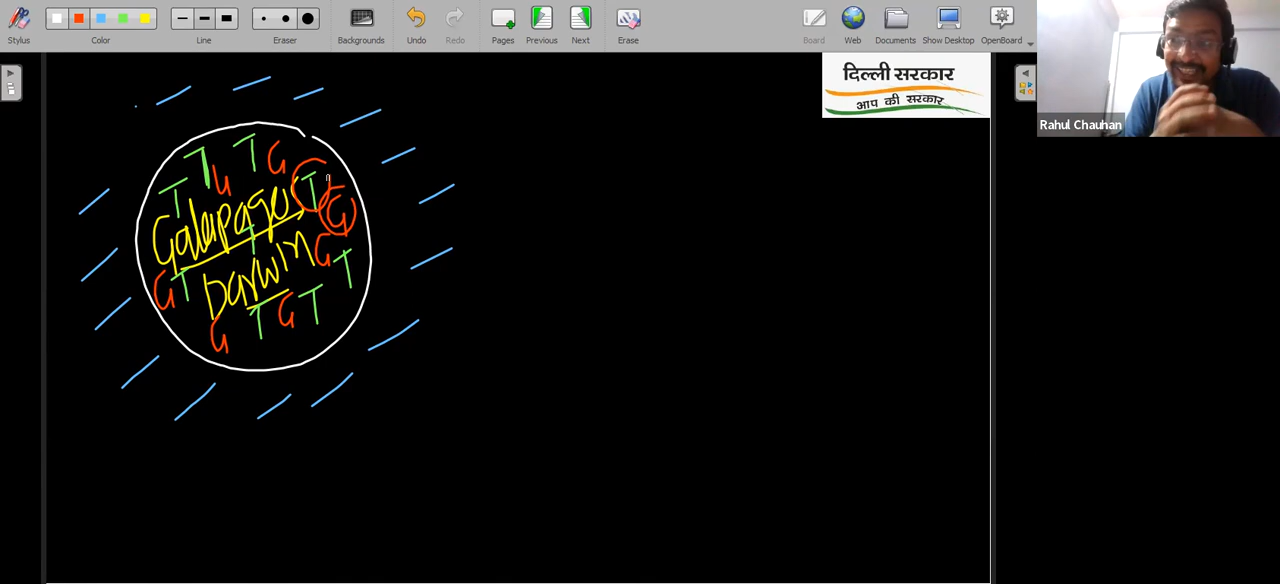 Stylus
Color
Line
Eraser
Backgrounds
Undo
Redo
Pages
Previous
Next
Erase
Board
Web
Documents
Show Desktop
OpenBoard
दिल्ली सरकार
आप की सरकार
Rahul Chauhan
T T T G
G T
Galapagus G
T
Darwin G
G T T
G T G T